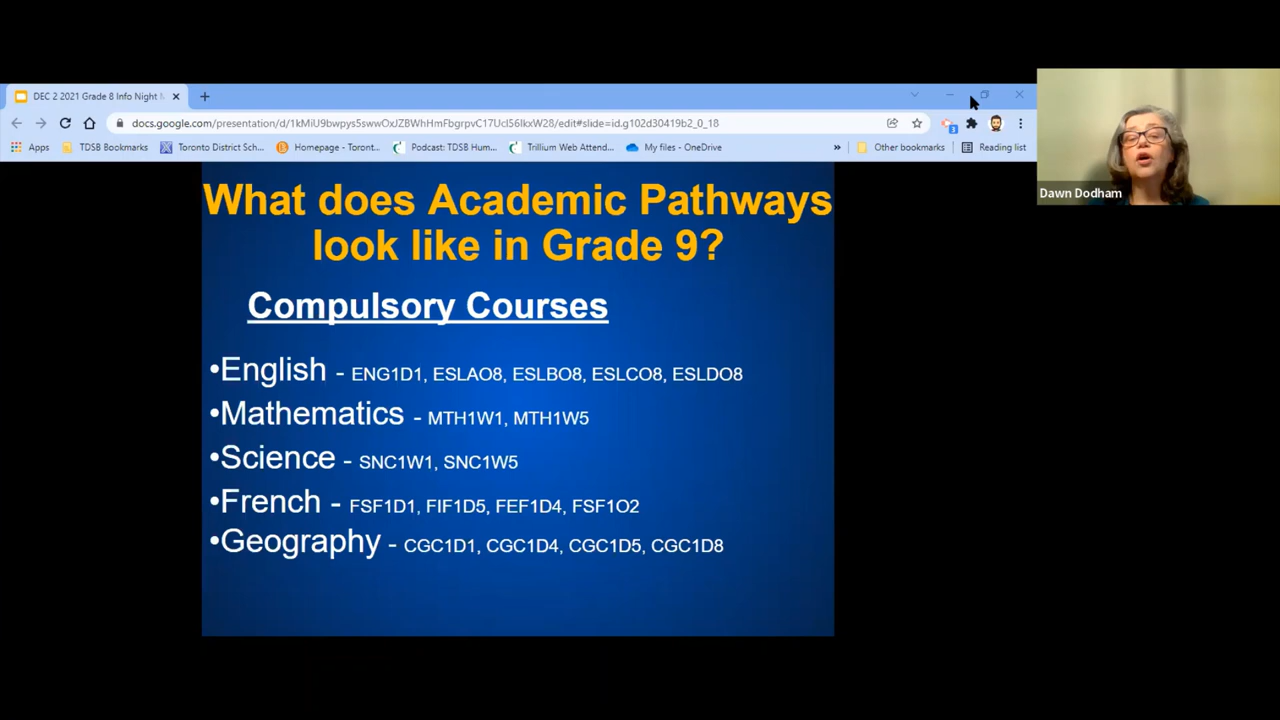 DEC 2 2021 Grade 8 Info Night
docs.google.com/presentation/d/1kMiU9bwpys5swwOxJZBWhHmFbgrpvC17UcI56IkxW28/edit#slide=id.g102d30419b2_0_18
3
Apps TDSB Bookmarks Toronto District Sch... Homepage - Toront... Podcast: TDSB Hum... Trillium Web Attend... My files - OneDrive » Other bookmarks Reading list
Dawn Dodham
What does Academic Pathways
look like in Grade 9?
Compulsory Courses
•English - ENG1D1, ESLAO8, ESLBO8, ESLCO8, ESLDO8
•Mathematics - MTH1W1, MTH1W5
•Science - SNC1W1, SNC1W5
•French - FSF1D1, FIF1D5, FEF1D4, FSF1O2
•Geography - CGC1D1, CGC1D4, CGC1D5, CGC1D8